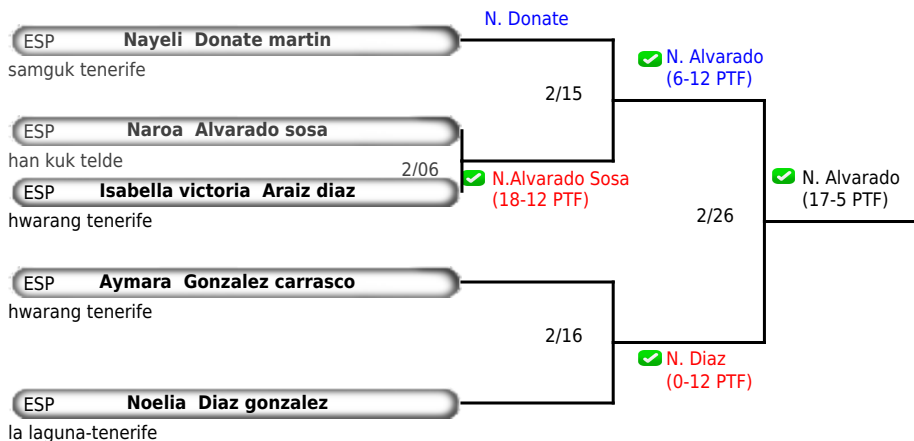 N. Donate
ESP Nayeli Donate martin
samguk tenerife
N. Alvarado
(6-12 PTF)
2/15
ESP Naroa Alvarado sosa
han kuk telde
2/06
N.Alvarado Sosa
(18-12 PTF)
ESP Isabella victoria Araiz diaz
hwarang tenerife
N. Alvarado
(17-5 PTF)
2/26
ESP Aymara Gonzalez carrasco
hwarang tenerife
2/16
N. Diaz
(0-12 PTF)
ESP Noelia Diaz gonzalez
la laguna-tenerife